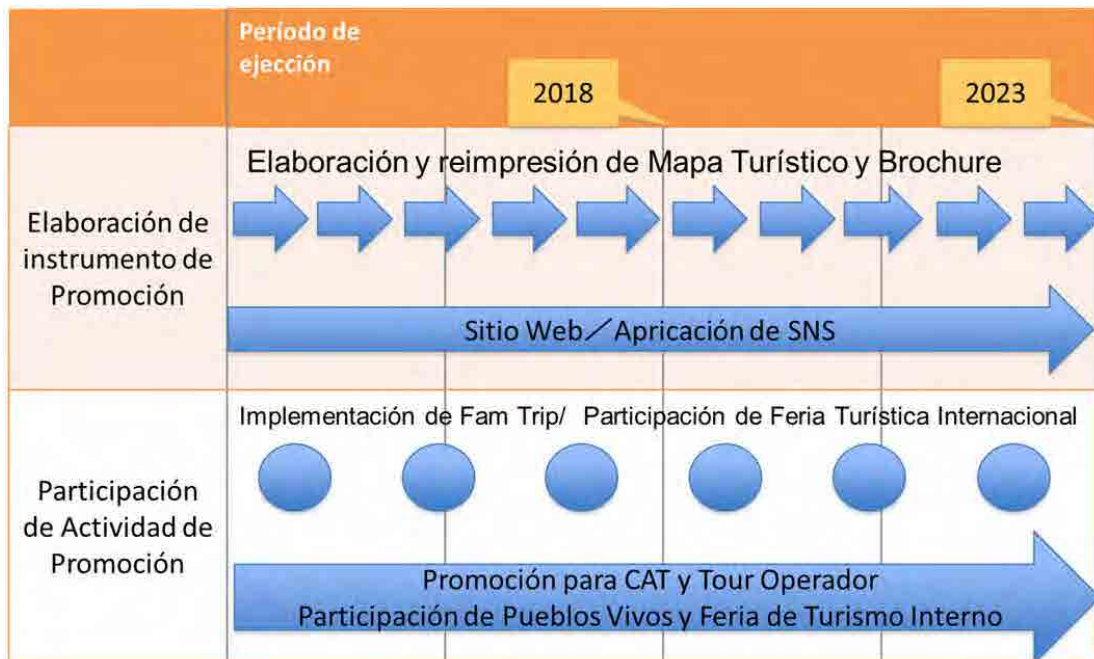 Período de
ejección
2018
2023
Elaboración de
instrumento de
Promoción
Elaboración y reimpresión de Mapa Turístico y Brochure
Sitio Web／Apricación de SNS
Participación
de Actividad de
Promoción
Implementación de Fam Trip/ Participación de Feria Turística Internacional
Promoción para CAT y Tour Operador
Participación de Pueblos Vivos y Feria de Turismo Interno